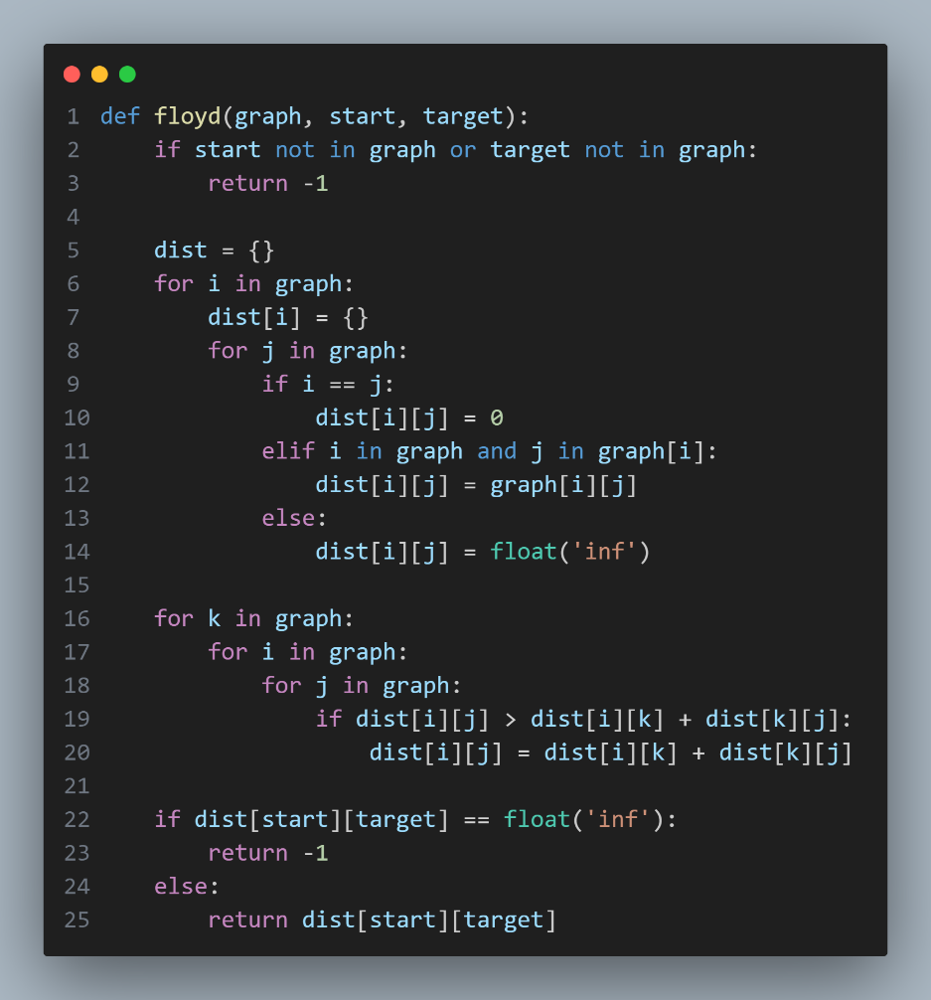 1 def floyd(graph, start, target):
2     if start not in graph or target not in graph:
3         return -1
4
5     dist = {}
6     for i in graph:
7         dist[i] = {}
8         for j in graph:
9             if i == j:
10                 dist[i][j] = 0
11             elif i in graph and j in graph[i]:
12                 dist[i][j] = graph[i][j]
13             else:
14                 dist[i][j] = float('inf')
15
16     for k in graph:
17         for i in graph:
18             for j in graph:
19                 if dist[i][j] > dist[i][k] + dist[k][j]:
20                     dist[i][j] = dist[i][k] + dist[k][j]
21
22     if dist[start][target] == float('inf'):
23         return -1
24     else:
25         return dist[start][target]